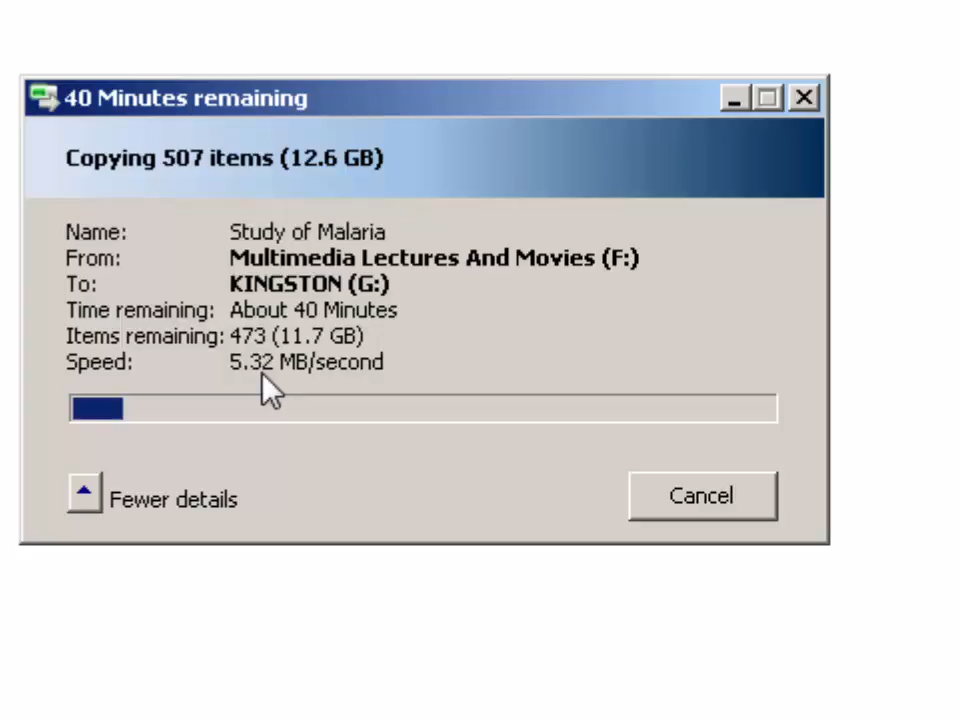 40 Minutes remaining
Copying 507 items (12.6 GB)
Name: Study of Malaria
From: Multimedia Lectures And Movies (F:)
To: KINGSTON (G:)
Time remaining: About 40 Minutes
Items remaining: 473 (11.7 GB)
Speed: 5.32 MB/second
Fewer details
Cancel